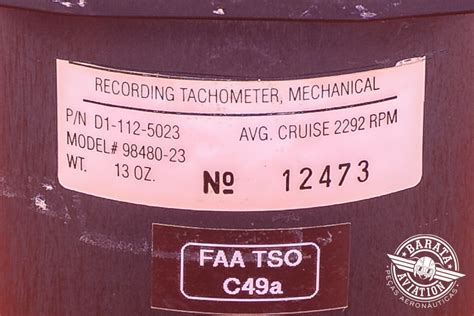 RECORDING TACHOMETER, MECHANICAL
P/N D1-112-5023 AVG. CRUISE 2292 RPM
MODEL# 98480-23
WT. 13 OZ. Nº 12473
FAA TSO
C49a
BARATA
AVIATION
PEÇAS AERONÁUTICAS